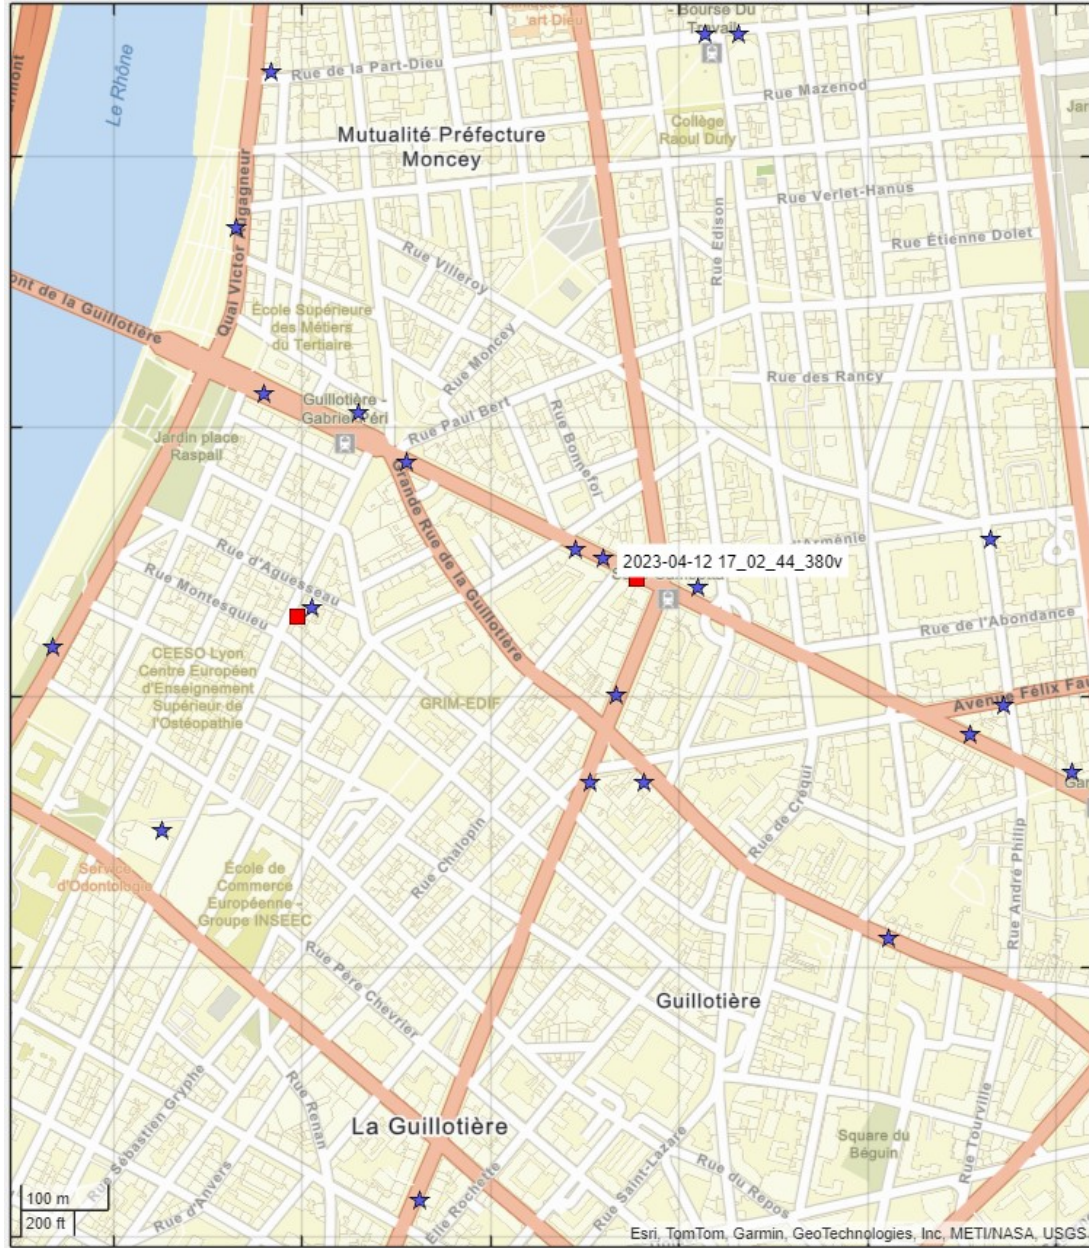 art Dieu
- Bourse Du
Travail
Le Rhône
Rue de la Part-Dieu
Rue Mazenod
Mutualité Préfecture
Moncey
Collège
Raoul Dufy
Rue Verlet-Hanus
Rue Edison
Rue Étienne Dolet
Quai Victor
Rue Villeroy
ont de la Guillotière
École Supérieure
des Métiers
du Tertiaire
Rue Moncey
Rue des Rancy
Guillotière -
Rue Paul Bert
Rue Bonnefoi
Jardin place
Raspail
Grande Rue de la Guillotière
d'Arménie
2023-04-12 17_02_44_380v
Rue d'Aguesseau
Rue Montesquieu
Rue de l'Abondance
CEESO Lyon
Centre Européen
d'Enseignement
Supérieur de
l'Ostéopathie
GRIM-EDIF
Avenue Félix Fau
Rue de Créqui
Rue Chalopin
Rue André Philip
Service
d'Odontologie
École de
Commerce
Européenne -
Groupe INSEEC
Rue Père Chevrier
Guillotière
Rue Sébastien Gryphe
Rue Renan
La Guillotière
Square du
Béguin
Rue Tourville
Rue Saint-Lazare
Rue du Repos
Rue d'Anvers
Élie Rochette
100 m
200 ft
Esri, TomTom, Garmin, GeoTechnologies, Inc, METI/NASA, USGS